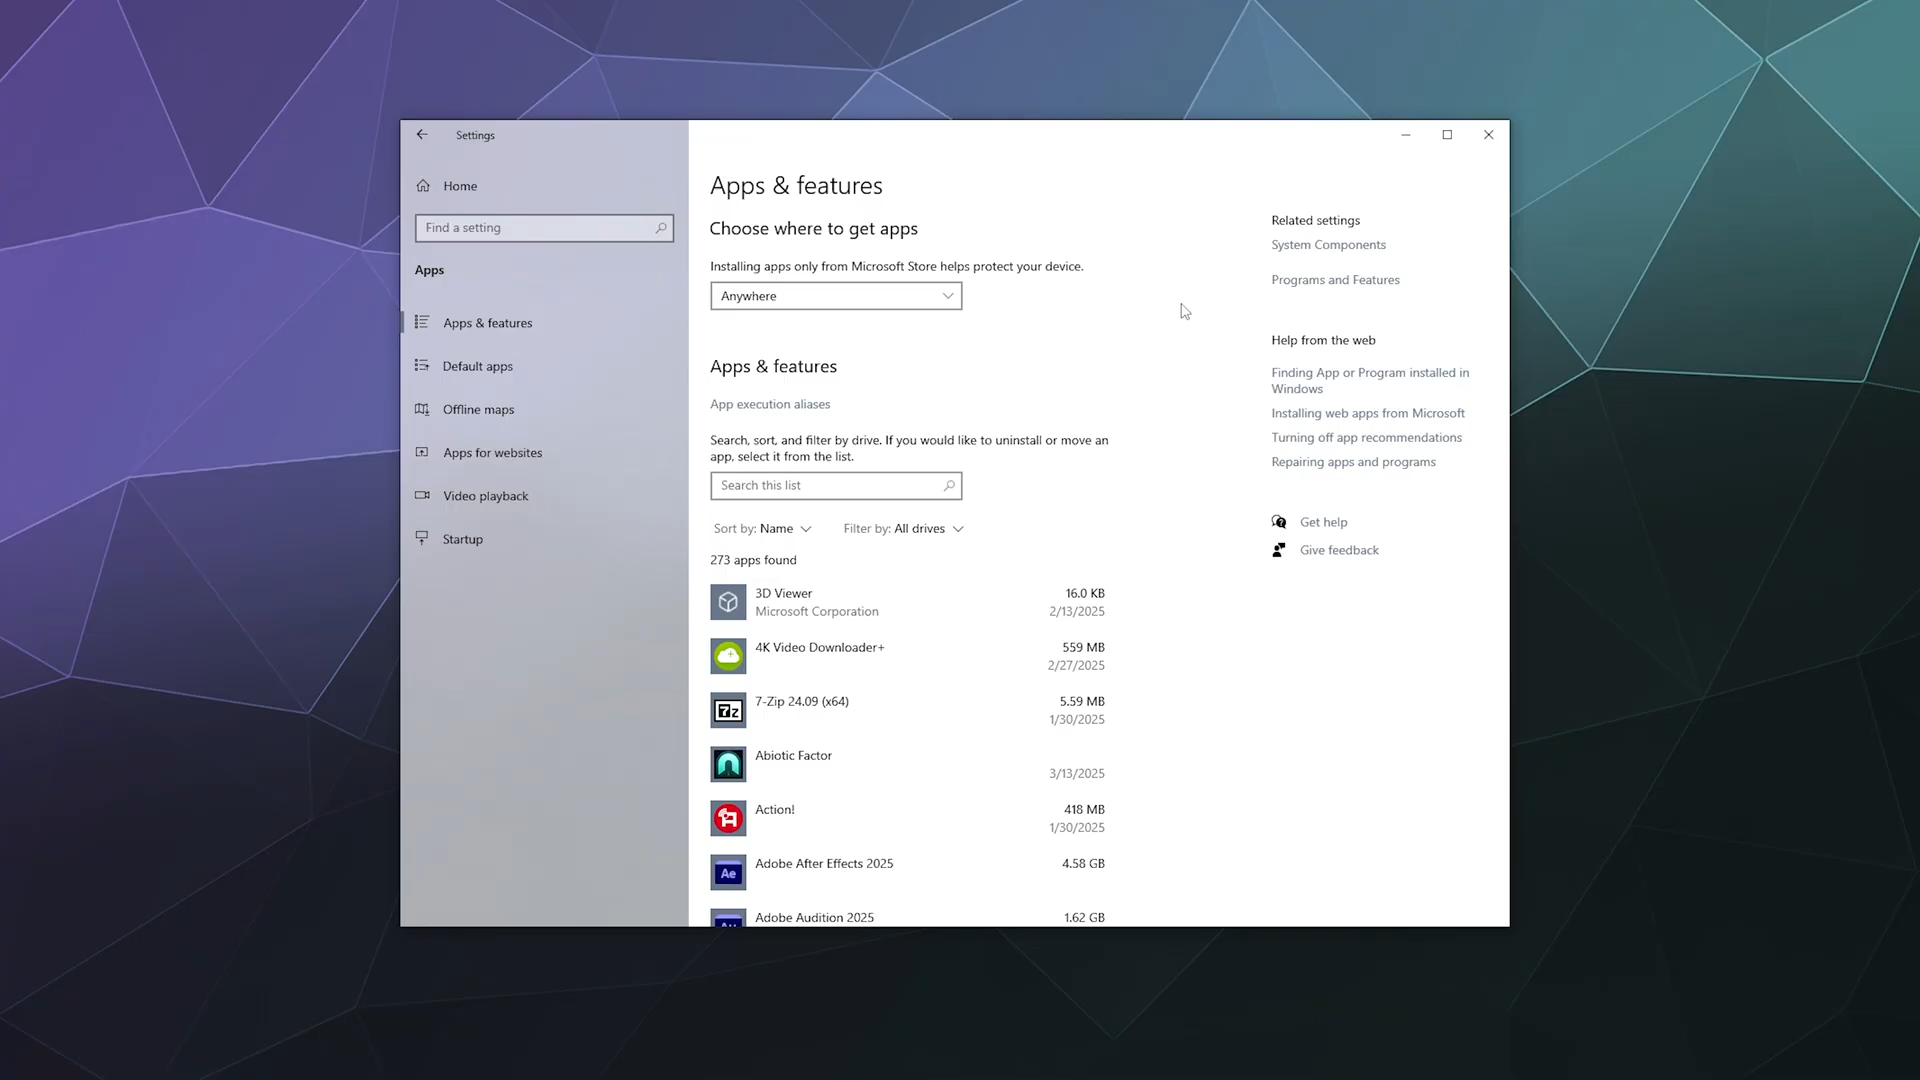 Settings
Home
Find a setting
Apps
Apps & features
Default apps
Offline maps
Apps for websites
Video playback
Startup
Apps & features
Choose where to get apps
Installing apps only from Microsoft Store helps protect your device.
Anywhere
Apps & features
App execution aliases
Search, sort, and filter by drive. If you would like to uninstall or move an
app, select it from the list.
Search this list
Sort by: Name Filter by: All drives
273 apps found
3D Viewer 16.0 KB
Microsoft Corporation 2/13/2025
4K Video Downloader+ 559 MB
2/27/2025
7z
7-Zip 24.09 (x64) 5.59 MB
1/30/2025
Abiotic Factor
3/13/2025
Action! 418 MB
1/30/2025
Ae
Adobe After Effects 2025 4.58 GB
Au
Adobe Audition 2025 1.62 GB
Related settings
System Components
Programs and Features
Help from the web
Finding App or Program installed in
Windows
Installing web apps from Microsoft
Turning off app recommendations
Repairing apps and programs
Get help
Give feedback